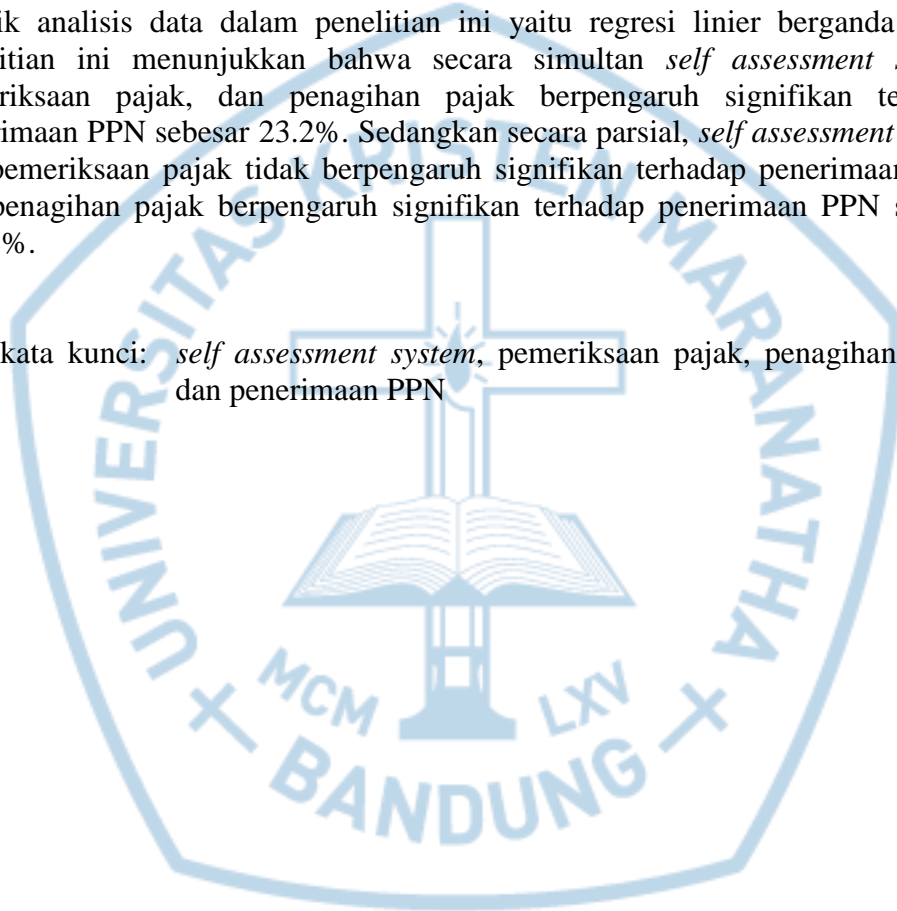 ik analisis data dalam penelitian ini yaitu regresi linier berganda
itian ini menunjukkan bahwa secara simultan self assessment s
riksaan pajak, dan penagihan pajak berpengaruh signifikan te
rimaan PPN sebesar 23.2%. Sedangkan secara parsial, self assessment
pemeriksaan pajak tidak berpengaruh signifikan terhadap penerimaan
penagihan pajak berpengaruh signifikan terhadap penerimaan PPN s
%.
kata kunci: self assessment system, pemeriksaan pajak, penagihan
dan penerimaan PPN
UNIVERSITAS KRISTEN MARANATHA
MCM LXV
BANDUNG